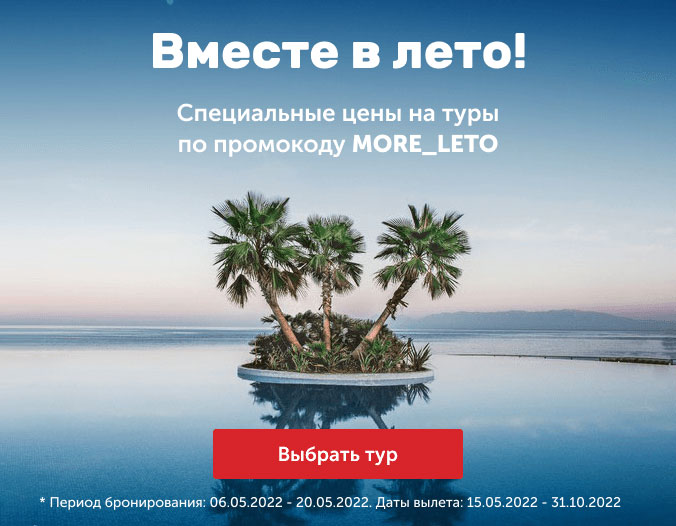 Вместе в лето!
Специальные цены на туры
по промокоду MORE_LETO
Выбрать тур
* Период бронирования: 06.05.2022 - 20.05.2022. Даты вылета: 15.05.2022 - 31.10.2022